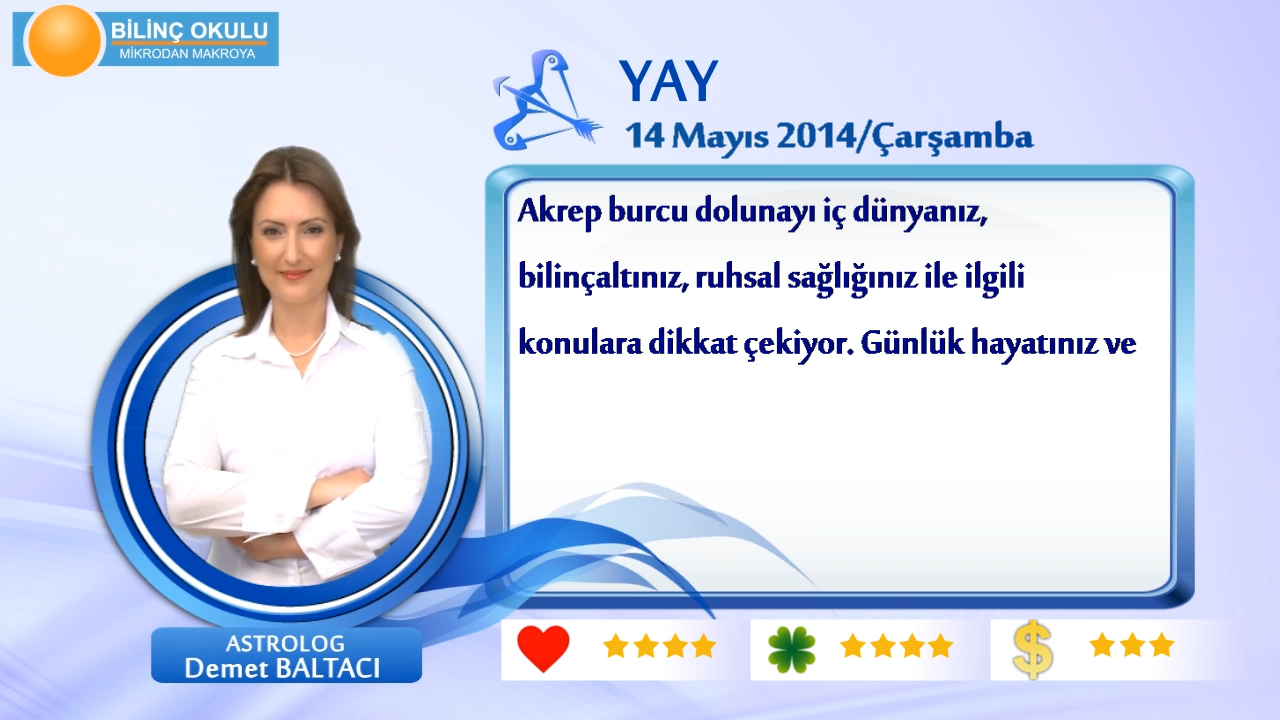 BİLİNÇ OKULU
MİKRODAN MAKROYA
YAY
14 Mayıs 2014/Çarşamba
Akrep burcu dolunayı iç dünyanız,
bilinçaltınız, ruhsal sağlığınız ile ilgili
konulara dikkat çekiyor. Günlük hayatınız ve
ASTROLOG
Demet BALTACI